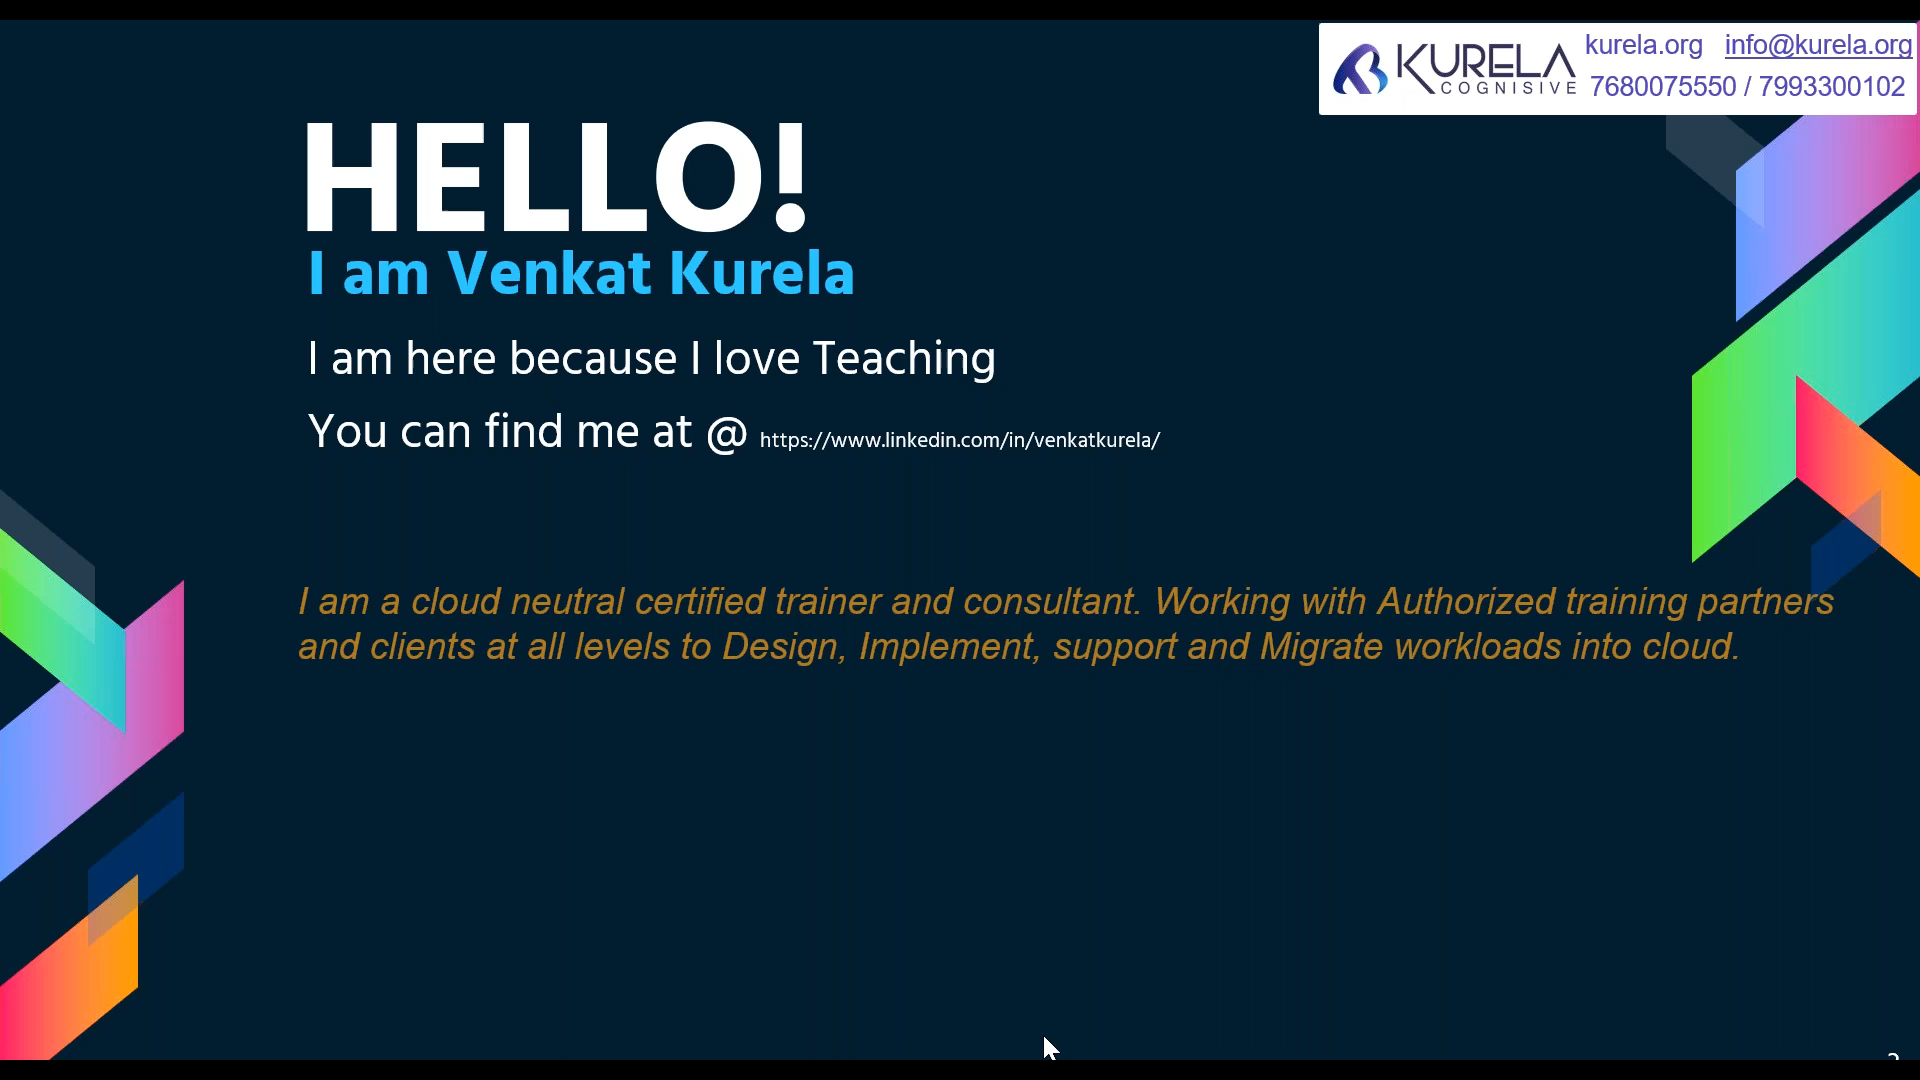 KURELA
COGNISIVE
kurela.org info@kurela.org
7680075550 / 7993300102
HELLO!
I am Venkat Kurela
I am here because I love Teaching
You can find me at @ https://www.linkedin.com/in/venkatkurela/
I am a cloud neutral certified trainer and consultant. Working with Authorized training partners
and clients at all levels to Design, Implement, support and Migrate workloads into cloud.